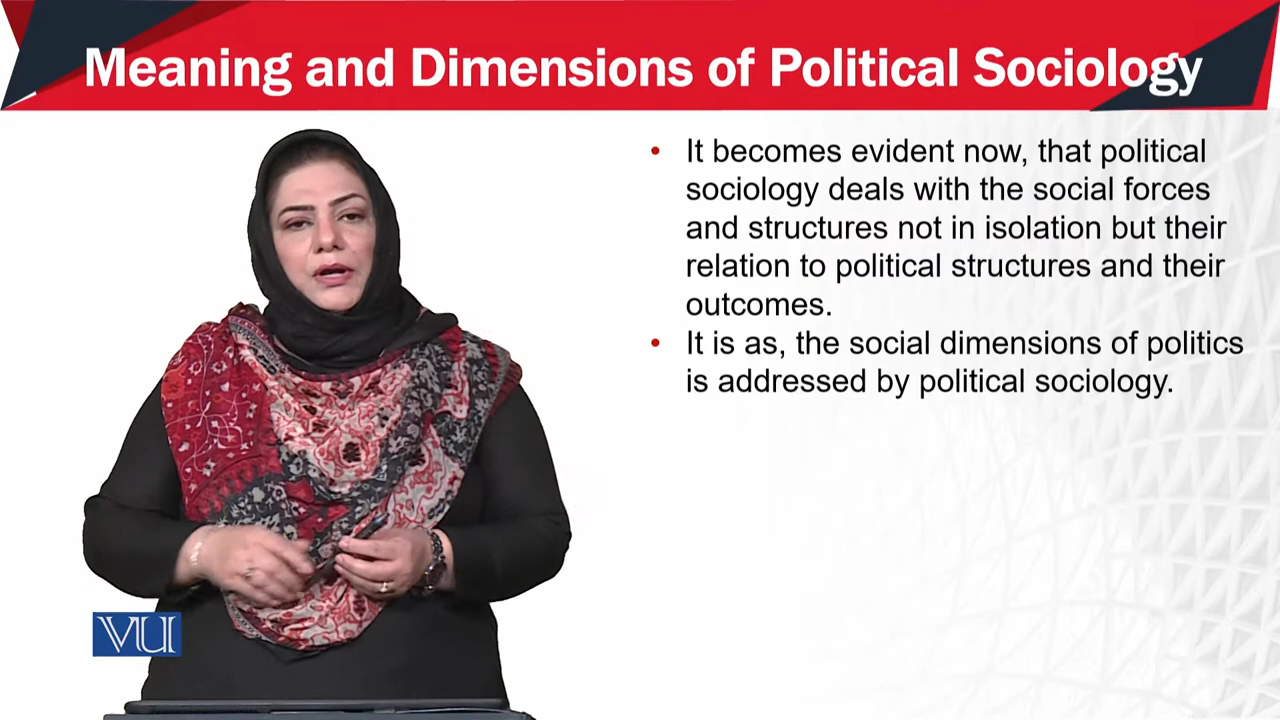 Meaning and Dimensions of Political Sociology
• It becomes evident now, that political
sociology deals with the social forces
and structures not in isolation but their
relation to political structures and their
outcomes.
• It is as, the social dimensions of politics
is addressed by political sociology.
VU